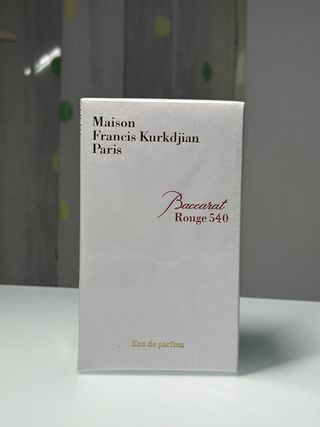 Maison
Francis Kurkdjian
Paris
Baccarat
Rouge 540
Eau de parfum